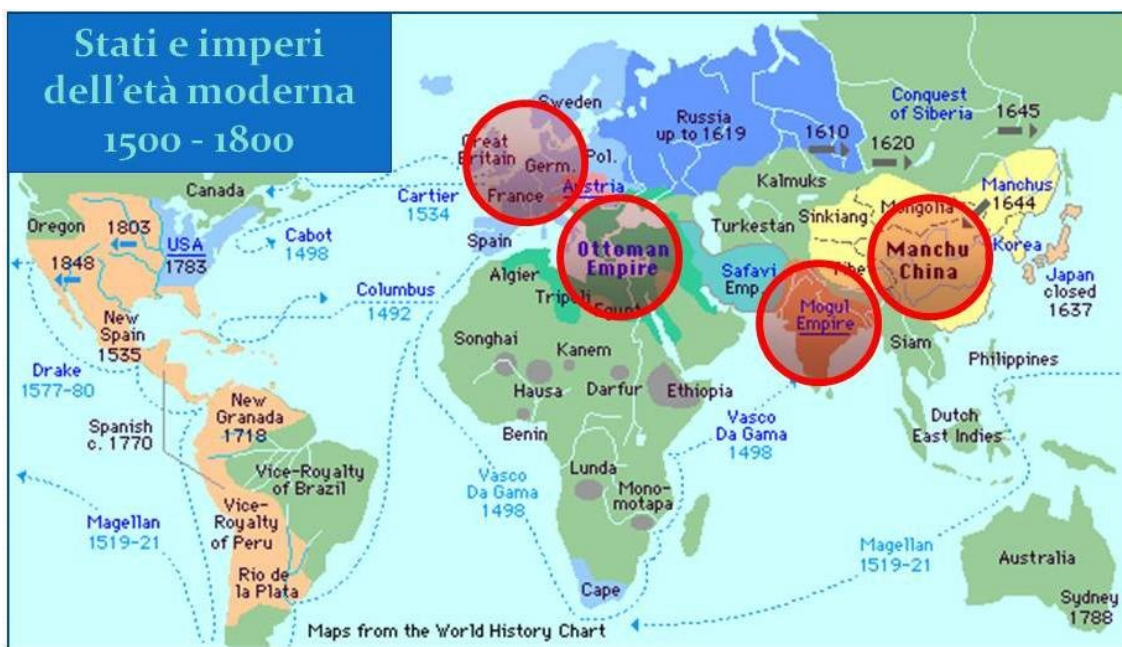 Stati e imperi
dell'età moderna
1500 - 1800
Sweden
Great
Britain
Germ.
Pol.
France
Austria
Spain
Russia
up to 1619
1610
1620
1645
Conquest
of Siberia
Kalmuks
Turkestan
Sinkiang
Mongolia
Manchus
1644
Korea
Japan
closed
1637
Manchu
China
Ottoman
Empire
Safavi
Emp.
Mogul
Empire
Siam
Philippines
Dutch
East Indies
Canada
Oregon
1803
1848
USA
1783
New
Spain
1535
Cartier
1534
Cabot
1498
Columbus
1492
Drake
1577-80
Spanish
c. 1770
New
Granada
1718
Vice-Royalty
of Brazil
Vice-
Royalty
of Peru
Rio de
la Plata
Magellan
1519-21
Algier
Tripoli
Egypt
Songhai
Kanem
Hausa
Darfur
Ethiopia
Benin
Lunda
Mono-
motapa
Cape
Vasco
Da Gama
1498
Vasco
Da Gama
1498
Magellan
1519-21
Australia
Sydney
1788
Maps from the World History Chart